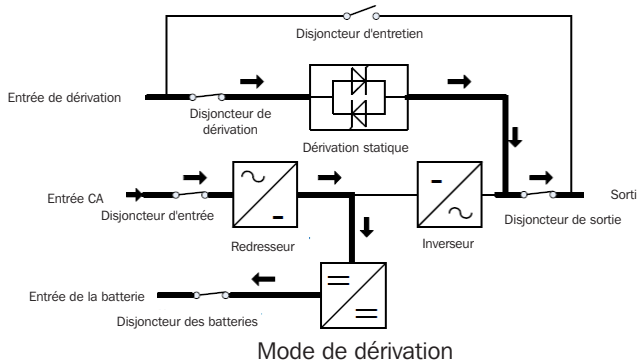 Disjoncteur d'entretien
Entrée de dérivation
Disjoncteur de
dérivation
Dérivation statique
Entrée CA
Disjoncteur d'entrée
Redresseur
Inverseur
Sorti
Disjoncteur de sortie
Entrée de la batterie
Disjoncteur des batteries
Mode de dérivation